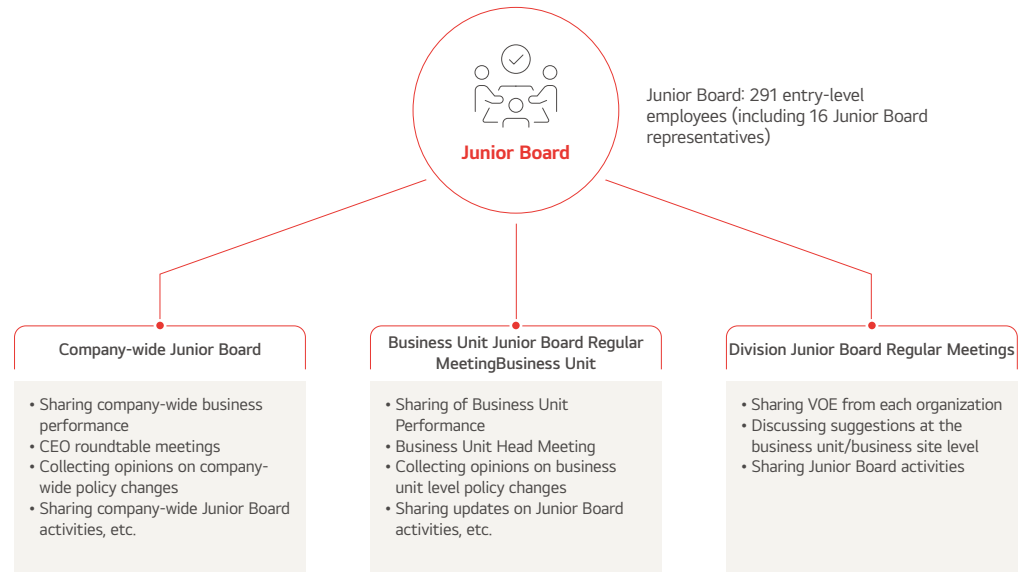 Junior Board
Junior Board: 291 entry-level
employees (including 16 Junior Board
representatives)
Company-wide Junior Board
• Sharing company-wide business
performance
• CEO roundtable meetings
• Collecting opinions on company-
wide policy changes
• Sharing company-wide Junior Board
activities, etc.
Business Unit Junior Board Regular
MeetingBusiness Unit
• Sharing of Business Unit
Performance
• Business Unit Head Meeting
• Collecting opinions on business
unit level policy changes
• Sharing updates on Junior Board
activities, etc.
Division Junior Board Regular Meetings
• Sharing VOE from each organization
• Discussing suggestions at the
business unit/business site level
• Sharing Junior Board activities